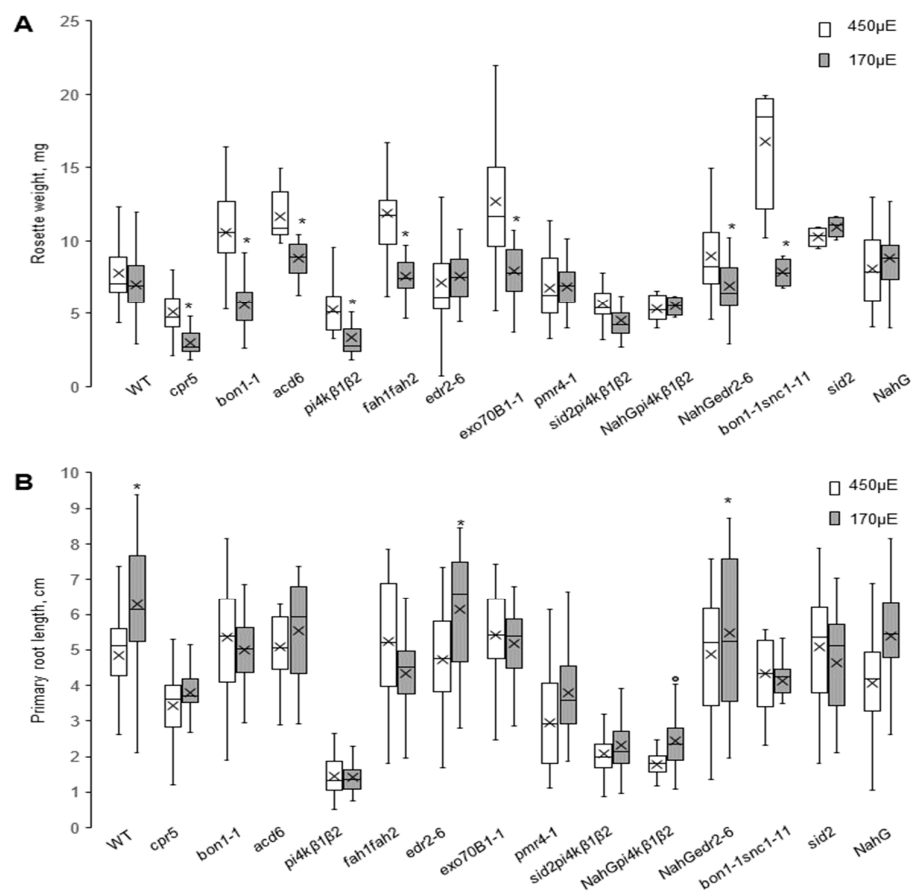 A
25
20
15
10
5
0
Rosette weight, mg
450µE
170µE
*
*
*
*
*
*
*
*
WT
cpr5
bon1-1
acd6
pi4kβ1β2
fah1fah2
edr2-6
exo70B1-1
pmr4-1
sid2pi4kβ1β2
NahGpi4kβ1β2
NahGedr2-6
bon1-1snc1-11
sid2
NahG
B
10
9
8
7
6
5
4
3
2
1
0
Primary root length, cm
450µE
170µE
*
*
*
WT
cpr5
bon1-1
acd6
pi4kβ1β2
fah1fah2
edr2-6
exo70B1-1
pmr4-1
sid2pi4kβ1β2
NahGpi4kβ1β2
NahGedr2-6
bon1-1snc1-11
sid2
NahG